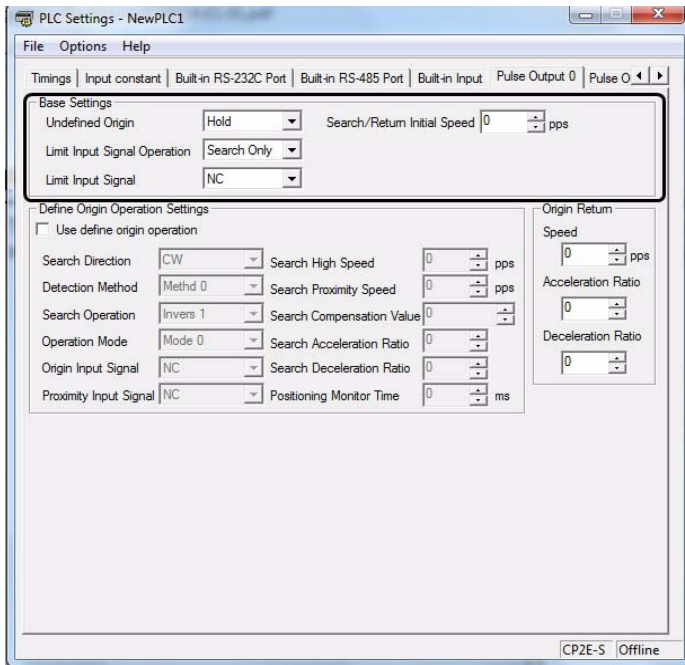 PLC Settings - NewPLC1
File Options Help
Timings Input constant Built-in RS-232C Port Built-in RS-485 Port Built-in Input Pulse Output 0 Pulse O
Base Settings
Undefined Origin Hold Search/Return Initial Speed 0 pps
Limit Input Signal Operation Search Only
Limit Input Signal NC
Define Origin Operation Settings Origin Return
Use define origin operation Speed
0 pps
Search Direction CW Search High Speed 0 pps
Detection Method Methd 0 Search Proximity Speed 0 pps Acceleration Ratio
Search Operation Invers 1 Search Compensation Value 0 0
Operation Mode Mode 0 Search Acceleration Ratio 0 Deceleration Ratio
Origin Input Signal NC Search Deceleration Ratio 0 0
Proximity Input Signal NC Positioning Monitor Time 0 ms
CP2E-S Offline